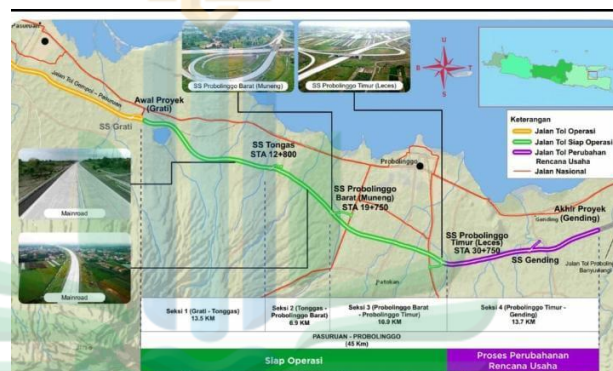 Pasuruan
Jalan Tol Gempol - Pasuruan
SS Grati
Awal Proyek
(Grati)
SS Probolinggo Barat (Muneng)
SS Probolinggo Timur (Leces)
U
B
T
S
Keterangan
Jalan Tol Operasi
Jalan Tol Siap Operasi
Jalan Tol Perubahan
Rencana Usaha
Jalan Nasional
SS Tongas
STA 12+800
Probolinggo
Mainroad
SS Probolinggo
Barat (Muneng)
STA 19+750
Akhir Proyek
(Gending)
Gending
SS Probolinggo
Timur (Leces)
STA 30+750
SS Gending
Mainroad
Seksi 1 (Grati - Tonggas)
13.5 KM
Seksi 2 (Tonggas -
Probolinggo Barat)
6.9 KM
Seksi 3 (Probolinggo Barat
- Probolinggo Timur)
10.9 KM
Seksi 4 (Probolinggo Timur -
Gending)
13.7 KM
PASURUAN - PROBOLINGGO
(45 Km)
Siap Operasi
Proses Perubahanan
Rencana Usaha